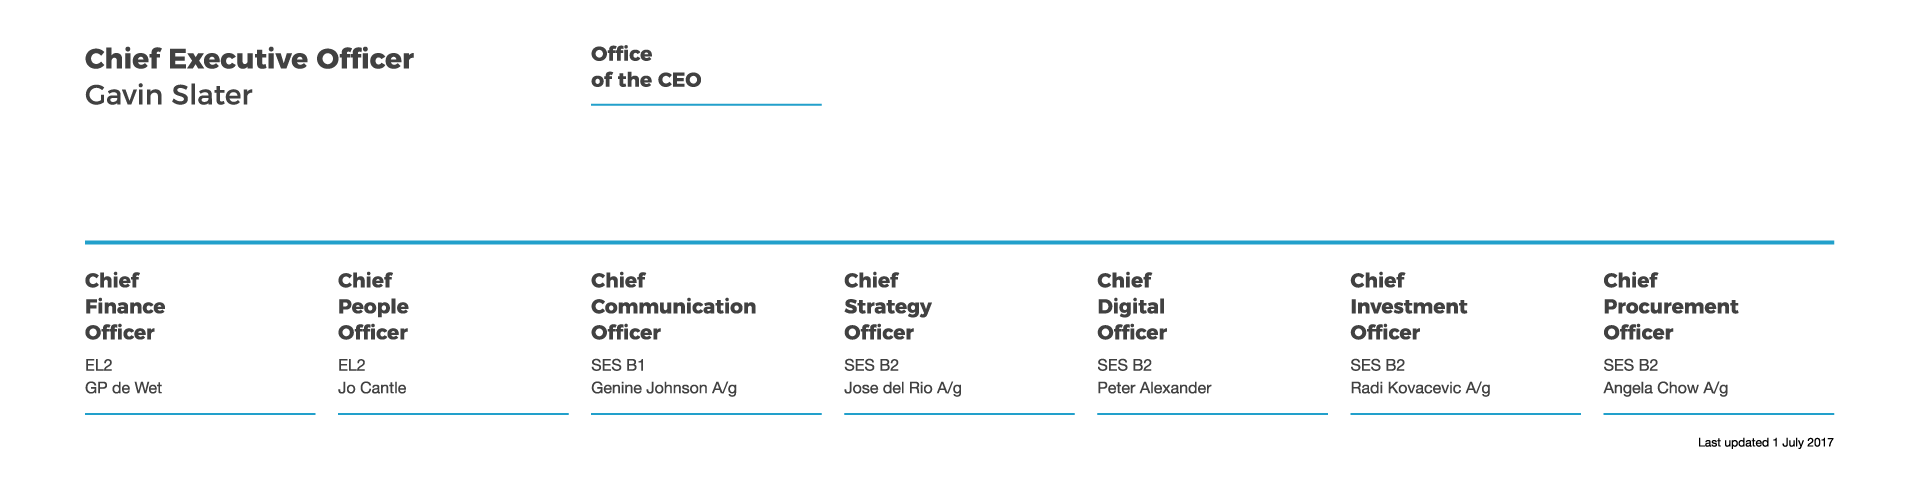 Chief Executive Officer
Gavin Slater
Office
of the CEO
Chief
Finance
Officer
EL2
GP de Wet
Chief
People
Officer
EL2
Jo Cantle
Chief
Communication
Officer
SES B1
Genine Johnson A/g
Chief
Strategy
Officer
SES B2
Jose del Rio A/g
Chief
Digital
Officer
SES B2
Peter Alexander
Chief
Investment
Officer
SES B2
Radi Kovacevic A/g
Chief
Procurement
Officer
SES B2
Angela Chow A/g
Last updated 1 July 2017